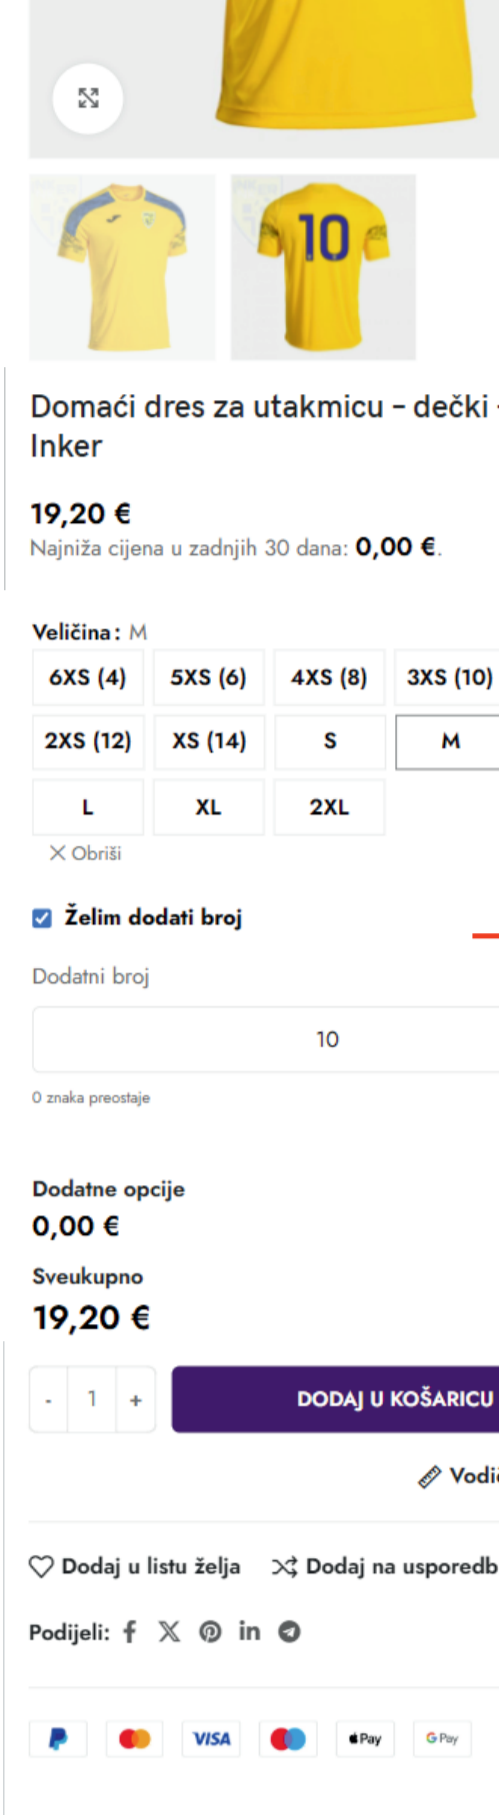 10
Domaći dres za utakmicu – dečki
Inker
19,20 €
Najniža cijena u zadnjih 30 dana: 0,00 €.
Veličina: M
6XS (4) 5XS (6) 4XS (8) 3XS (10)
2XS (12) XS (14) S M
L XL 2XL
Obriši
Želim dodati broj
Dodatni broj
10
0 znaka preostaje
Dodatne opcije
0,00 €
Sveukupno
19,20 €
- 1 + DODAJ U KOŠARICU
Dodaj u listu želja
Podijeli:
PayPal
VISA
Pay
G Pay